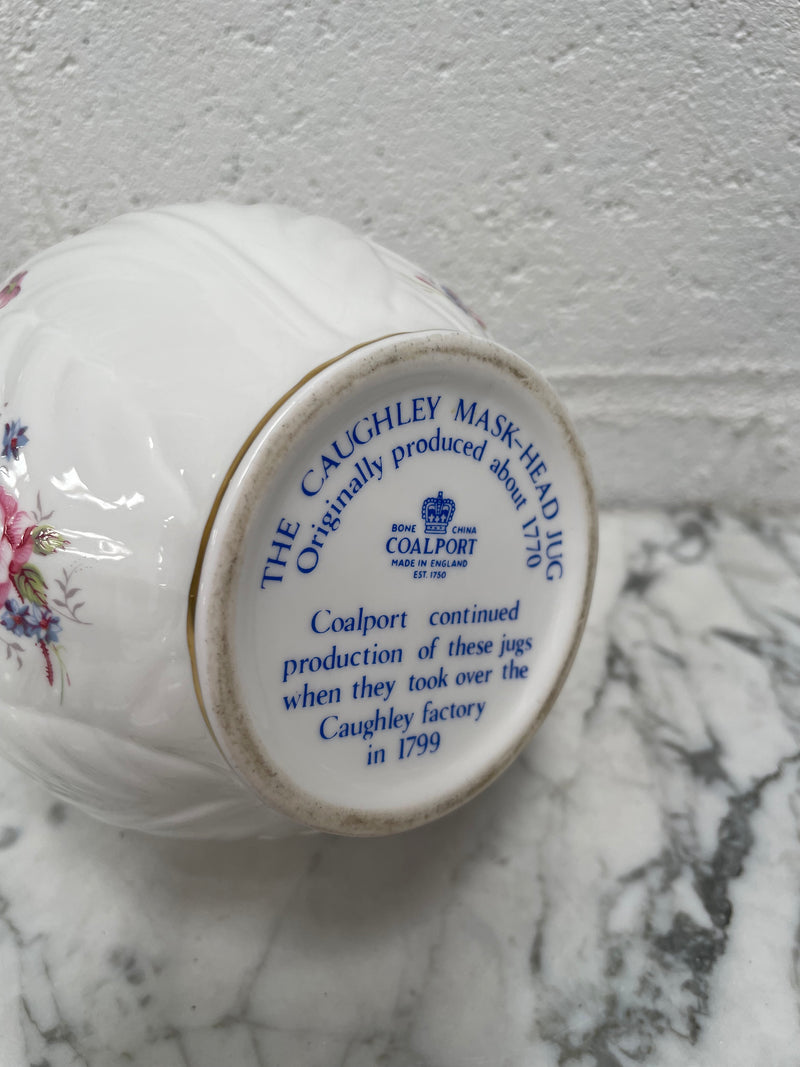 THE CAUGHLEY MASK-HEAD JUG
Originally produced about 1770
BONE CHINA
COALPORT
MADE IN ENGLAND
EST. 1750
Coalport continued
production of these jugs
when they took over the
Caughley factory
in 1799